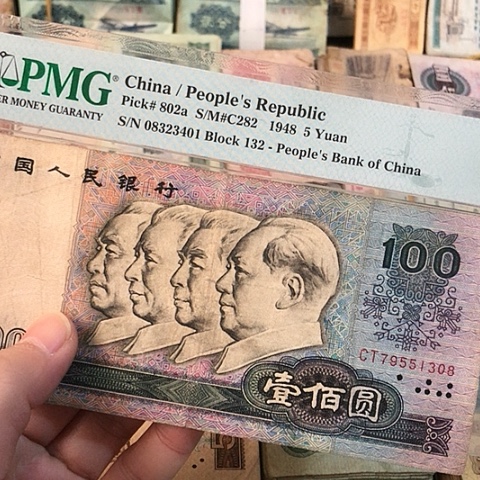 PMG®
ER MONEY GUARANTY
China / People's Republic
Pick# 802a S/M#C282 1948 5 Yuan
S/N 08323401 Block 132 - People's Bank of China
国人民银行
100
CT79551308
壹佰圆